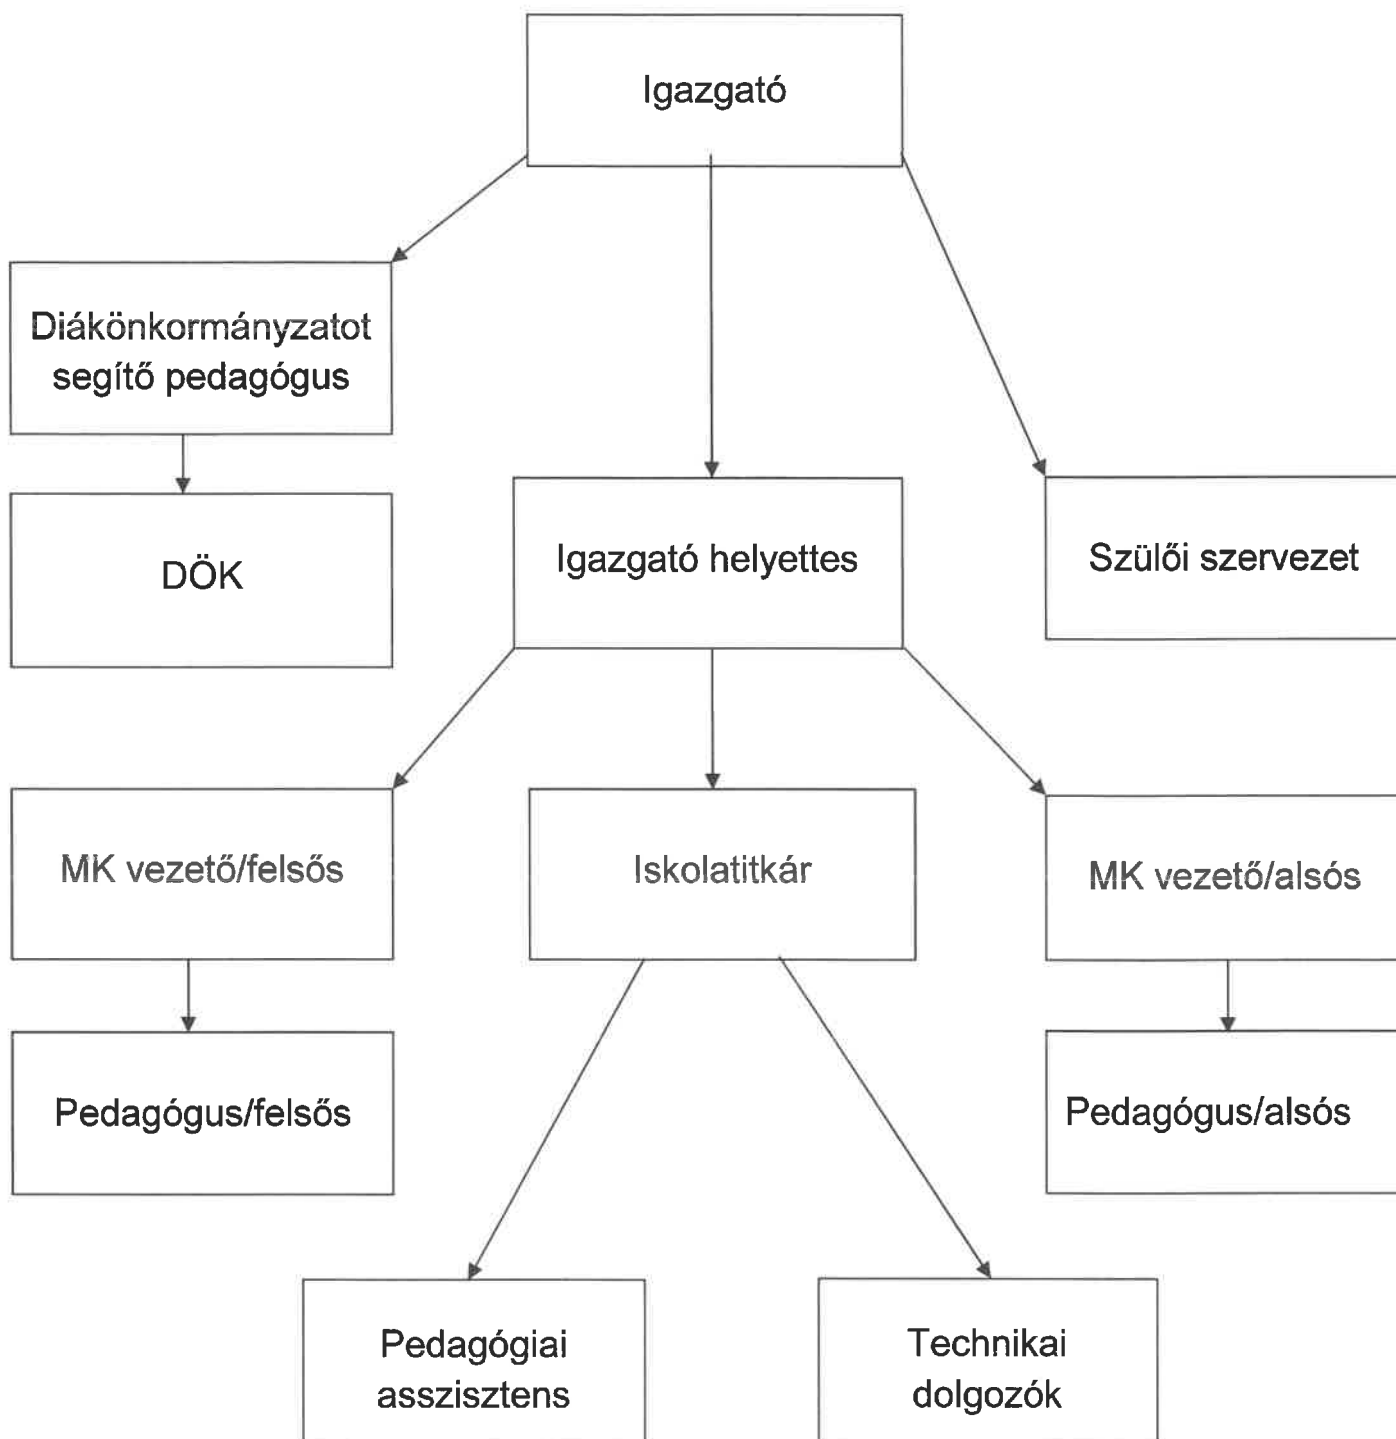 Igazgató
Diákönkormányzatot
segítő pedagógus
DÖK
Igazgató helyettes
Szülői szervezet
MK vezető/felsős
Iskolatitkár
MK vezető/alsós
Pedagógus/felsős
Pedagógus/alsós
Pedagógiai
asszisztens
Technikai
dolgozók